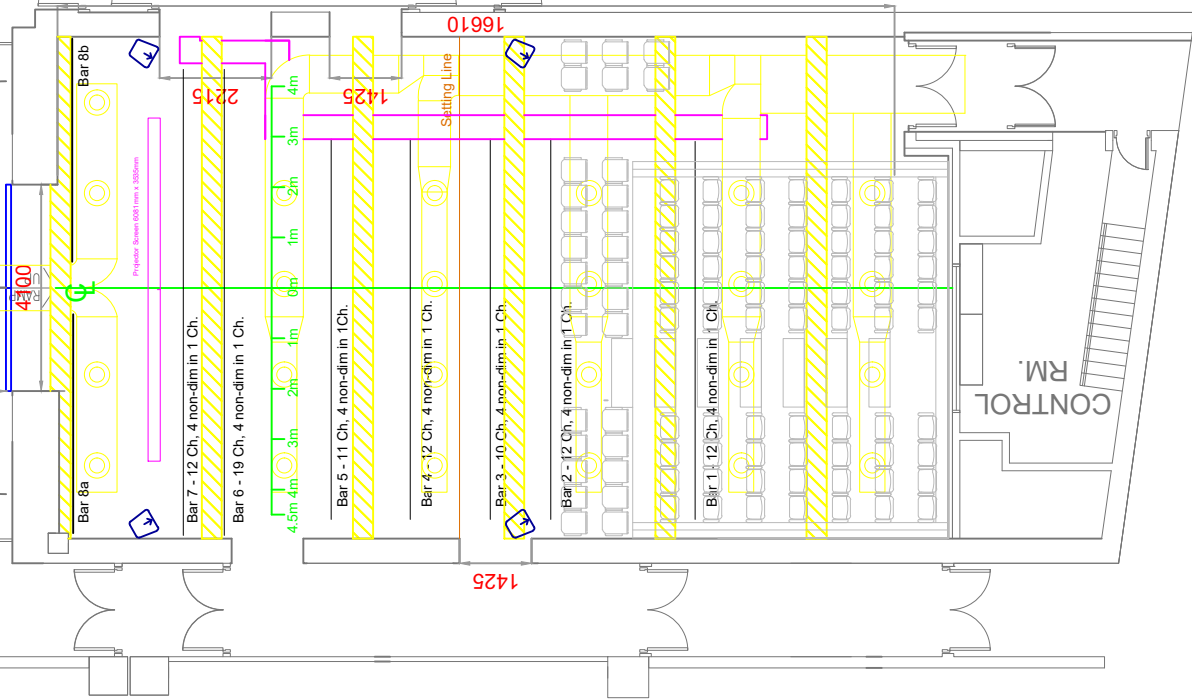 16610
Bar 8b
2215
1425
Setting Line
4m
3m
2m
1m
0m
1m
2m
3m
4m
4.5m
Projector Screen 6081mm x 3585mm
4100
CL
Bar 8a
Bar 7 - 12 Ch, 4 non-dim in 1 Ch.
Bar 6 - 19 Ch, 4 non-dim in 1 Ch.
Bar 5 - 11 Ch, 4 non-dim in 1Ch.
Bar 4 - 12 Ch, 4 non-dim in 1 Ch.
Bar 3 - 10 Ch, 4 non-dim in 1 Ch.
Bar 2 - 12 Ch, 4 non-dim in 1 Ch.
Bar 1 - 12 Ch, 4 non-dim in 1 Ch.
CONTROL
RM.
1425